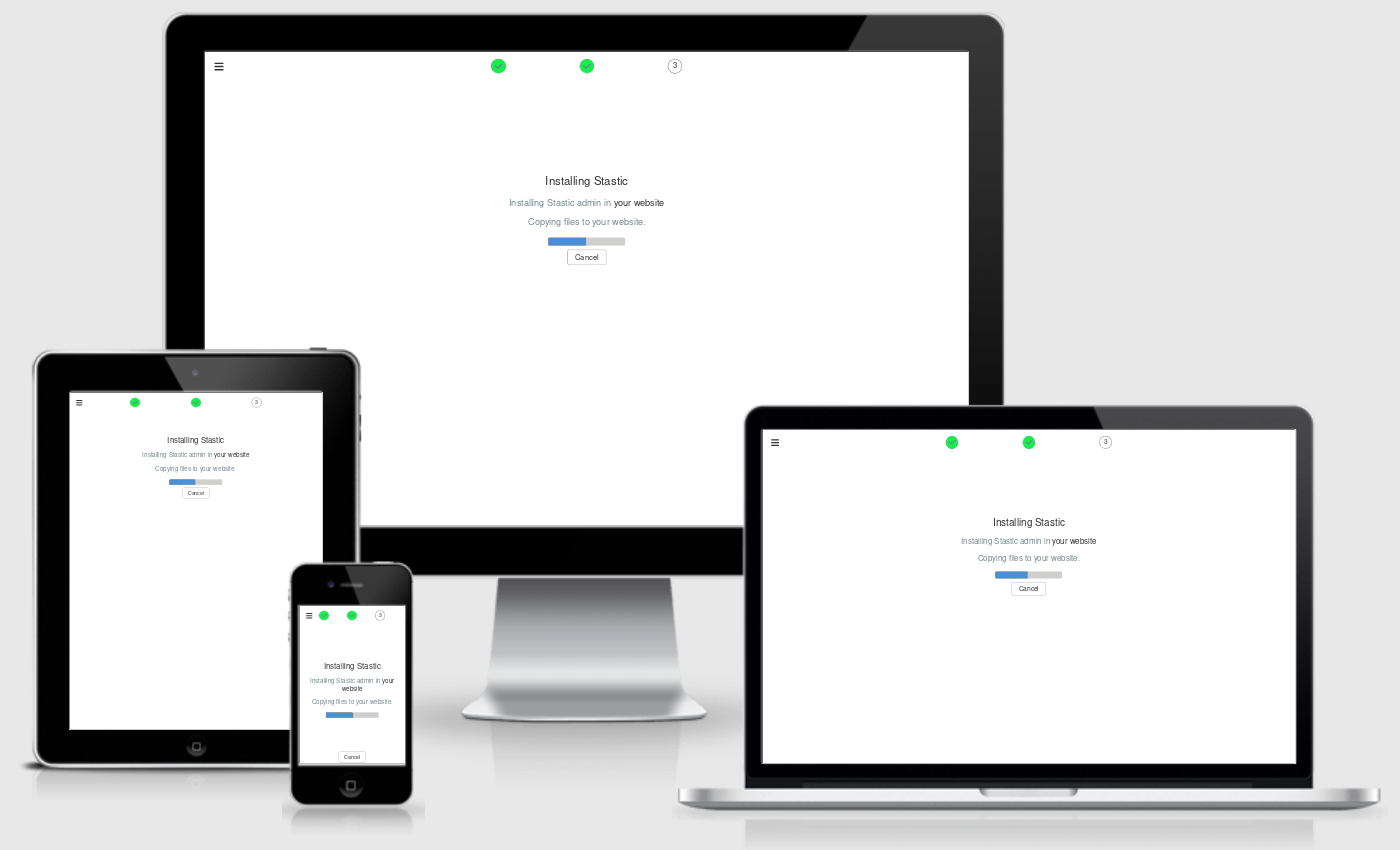 3
Installing Stastic
Installing Stastic admin in your website
Copying files to your website.
Cancel
3
Installing Stastic
Installing Stastic admin in your website
Copying files to your website.
Cancel
3
Installing Stastic
Installing Stastic admin in your
website
Copying files to your website.
Cancel
3
Installing Stastic
Installing Stastic admin in your website
Copying files to your website.
Cancel